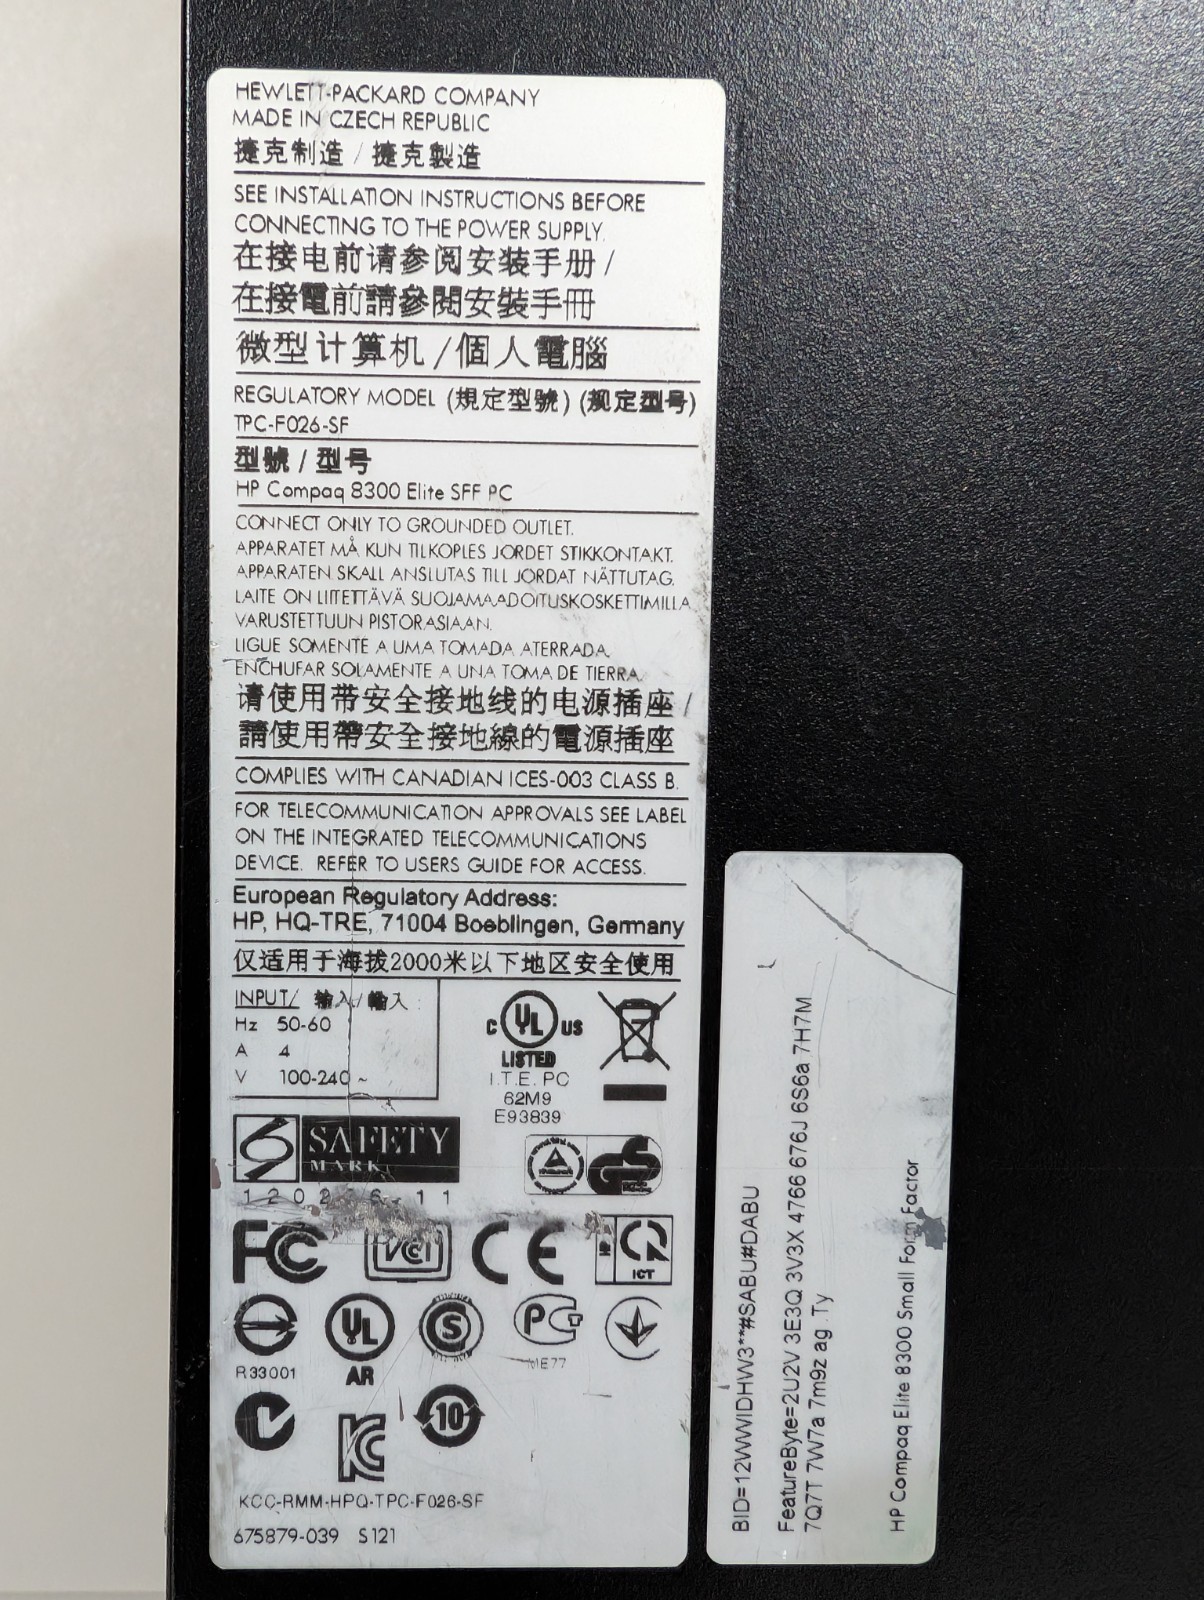 HEWLETT-PACKARD COMPANY
MADE IN CZECH REPUBLIC
捷克制造 / 捷克製造
SEE INSTALLATION INSTRUCTIONS BEFORE
CONNECTING TO THE POWER SUPPLY.
在接电前请参阅安装手册 /
在接電前請參閱安裝手冊
微型计算机 / 個人電腦
REGULATORY MODEL (規定型號) (规定型号)
TPC-F026-SF
型號 / 型号
HP Compaq 8300 Elite SFF PC
CONNECT ONLY TO GROUNDED OUTLET.
APPARATET MÅ KUN TILKOPLES JORDET STIKKONTAKT.
APPARATEN SKALL ANSLUTAS TILL JORDAT NÄTTUTAG.
LAITE ON LIITETTÄVÄ SUOJAMAADOITUSKOSKETTIMILLA
VARUSTETTUUN PISTORASIAAN.
LIGUE SOMENTE A UMA TOMADA ATERRADA.
ENCHUFAR SOLAMENTE A UNA TOMA DE TIERRA.
请使用带安全接地线的电源插座 /
請使用帶安全接地線的電源插座
COMPLIES WITH CANADIAN ICES-003 CLASS B.
FOR TELECOMMUNICATION APPROVALS SEE LABEL
ON THE INTEGRATED TELECOMMUNICATIONS
DEVICE. REFER TO USERS GUIDE FOR ACCESS.
European Regulatory Address:
HP, HQ-TRE, 71004 Boeblingen, Germany
仅适用于海拔2000米以下地区安全使用
INPUT/ 输入/輸入
Hz 50-60
A 4
V 100-240 ~
C UL US
LISTED
I.T.E. PC
62M9
E93839
SAFETY
MARK
120226-11
FC
VCI
CE
HP
ICT
R33001
UL
AR
S
PC
ME77
10
KC
KCC-RMM-HPQ-TPC-F026-SF
675879-039 S121
BID=12WWIDHW3**#SABU#DABU
FeatureByte=2U2V 3E3Q 3V3X 4766 676J 6S6a 7H7M
7Q7T 7W7a 7m9z ag .Ty
HP Compaq Elite 8300 Small Form Factor